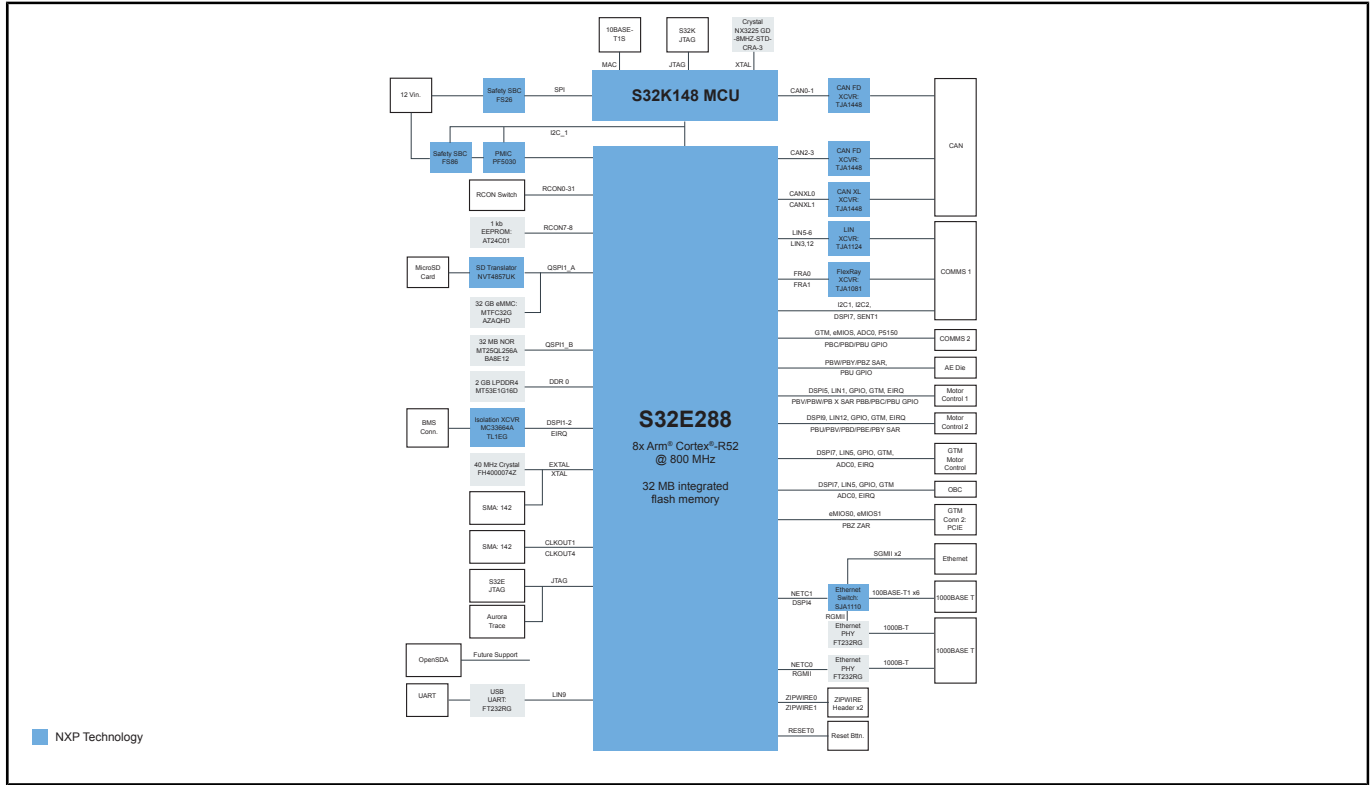 10BASE-
T1S
S32K
JTAG
Crystal
NX3225 GD
-8MHZ-STD-
CRA-3
MAC
JTAG
XTAL
12 Vin.
Safety SBC
FS26
SPI
S32K148 MCU
CAN0-1
CAN FD
XCVR:
TJA1448
CAN
I2C_1
Safety SBC
FS86
PMIC
PF5030
CAN2-3
CAN FD
XCVR:
TJA1448
RCON Switch
RCON0-31
CANXL0
CANXL1
CAN XL
XCVR:
TJA1448
1 kb
EEPROM:
AT24C01
RCON7-8
LIN5-6
LIN3,12
LIN
XCVR:
TJA1124
COMMS 1
MicroSD
Card
SD Translator
NVT4857UK
QSPI1_A
FRA0
FRA1
FlexRay
XCVR:
TJA1081
32 GB eMMC:
MTFC32G
AZAQHD
I2C1, I2C2,
DSPI7, SENT1
32 MB NOR
MT25QL256A
BA8E12
QSPI1_B
GTM, eMIOS, ADC0, P5150
PBC/PBD/PBU GPIO
COMMS 2
PBW/PBY/PBZ SAR,
PBU GPIO
AE Die
2 GB LPDDR4
MT53E1G16D
DDR 0
DSPI5, LIN1, GPIO, GTM, EIRQ
PBV/PBW/PB X SAR PBB/PBC/PBU GPIO
Motor
Control 1
BMS
Conn.
Isolation XCVR
MC33664A
TL1EG
DSPI1-2
EIRQ
S32E288
8x Arm® Cortex®-R52
@ 800 MHz
32 MB integrated
flash memory
DSPI9, LIN12, GPIO, GTM, EIRQ
PBU/PBV/PBD/PBE/PBY SAR
Motor
Control 2
40 MHz Crystal
FH4000074Z
EXTAL
XTAL
DSPI7, LIN5, GPIO, GTM,
ADC0, EIRQ
GTM
Motor
Control
SMA: 142
DSPI7, LIN5, GPIO, GTM
ADC0, EIRQ
OBC
eMIOS0, eMIOS1
PBZ ZAR
GTM
Conn 2:
PCIE
SMA: 142
CLKOUT1
CLKOUT4
SGMII x2
Ethernet
S32E
JTAG
JTAG
NETC1
DSPI4
Ethernet
Switch:
SJA1110
100BASE-T1 x6
1000BASE T
Aurora
Trace
RGMII
Ethernet
PHY
FT232RG
1000B-T
1000BASE T
OpenSDA
Future Support
NETC0
RGMII
Ethernet
PHY
FT232RG
1000B-T
UART
USB
UART:
FT232RG
LIN9
ZIPWIRE0
ZIPWIRE1
ZIPWIRE
Header x2
RESET0
Reset Bttn.
NXP Technology